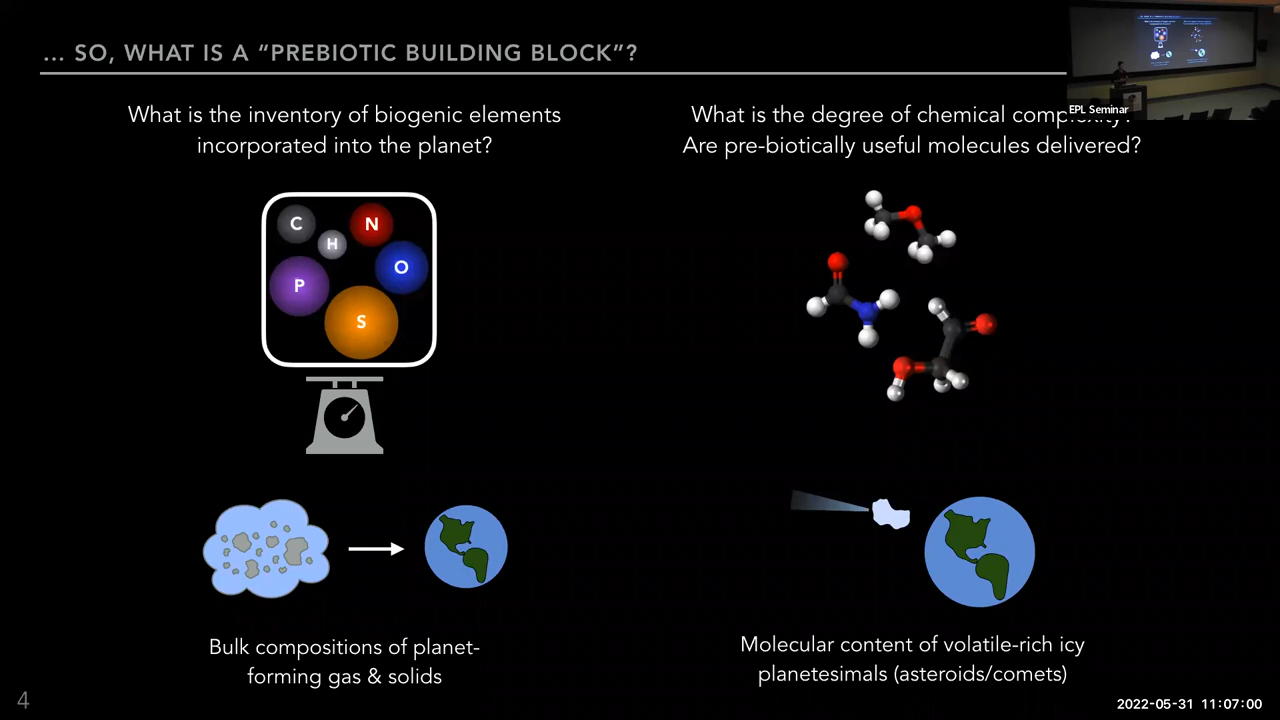 … SO, WHAT IS A “PREBIOTIC BUILDING BLOCK”?
EPL Seminar
What is the inventory of biogenic elements
incorporated into the planet?
What is the degree of chemical complexity?
Are pre-biotically useful molecules delivered?
C
N
H
O
P
S
Bulk compositions of planet-
forming gas & solids
Molecular content of volatile-rich icy
planetesimals (asteroids/comets)
4
2022-05-31 11:07:00